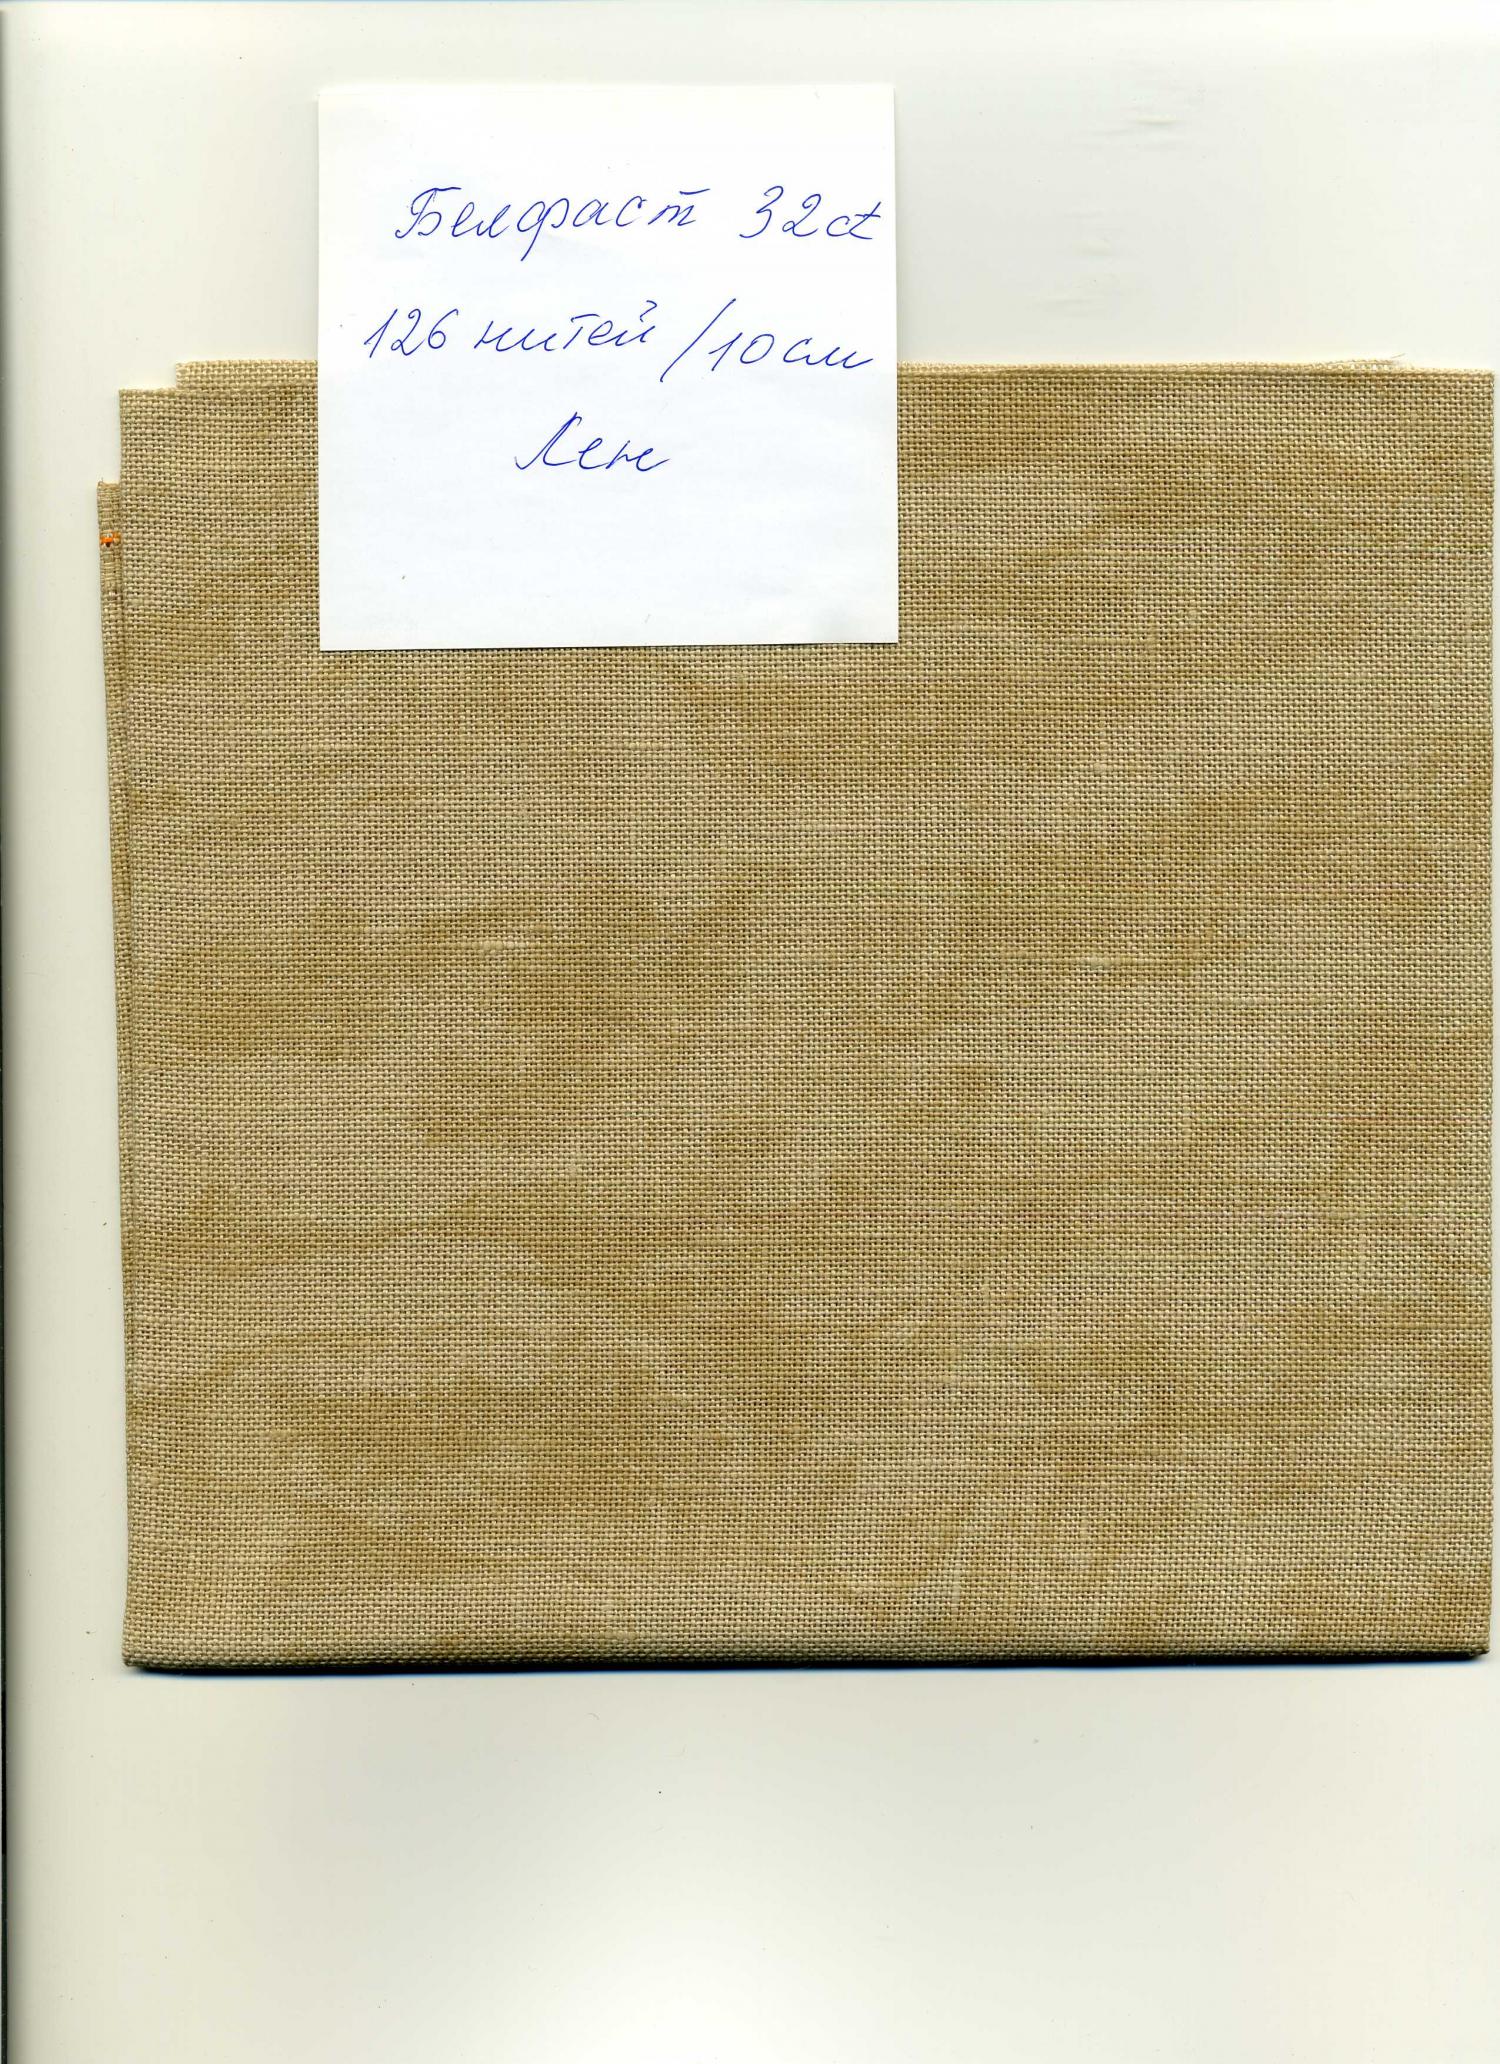 Белфаст 32ct
126 нитей/10см
Лен